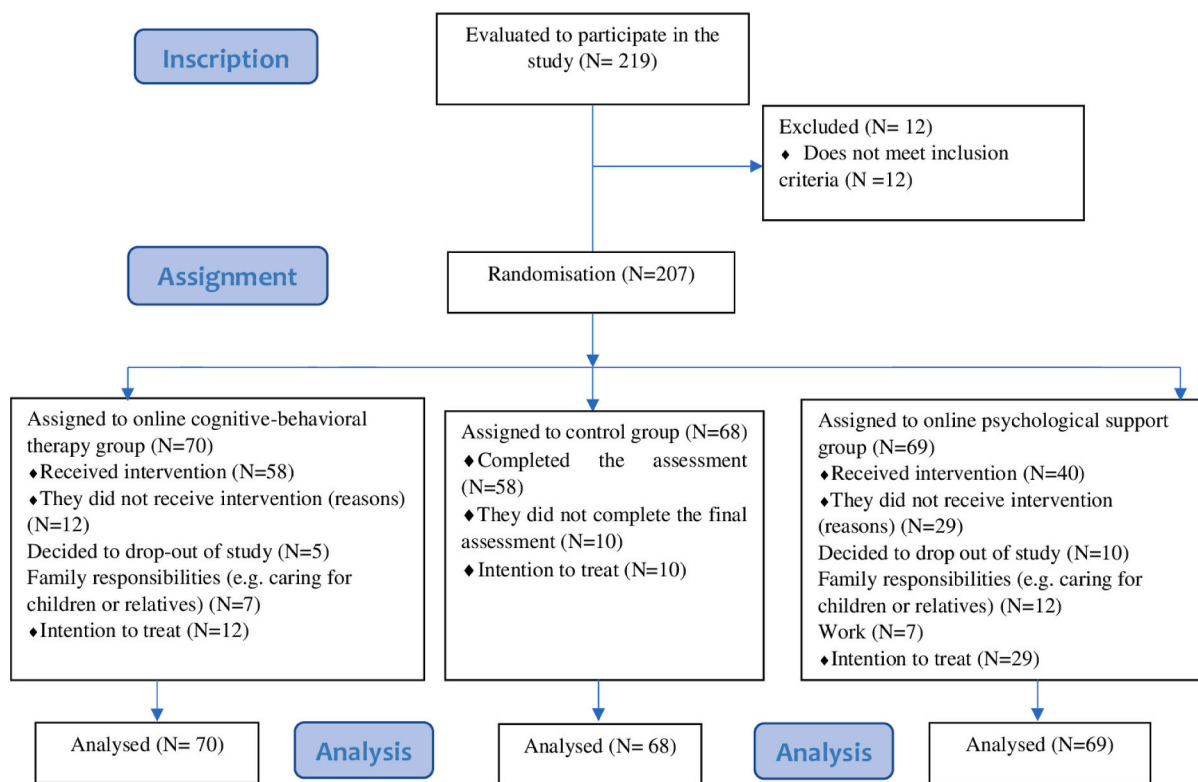 Inscription
Evaluated to participate in the
study (N= 219)
Excluded (N= 12)
♦ Does not meet inclusion
criteria (N =12)
Assignment
Randomisation (N=207)
Assigned to online cognitive-behavioral
therapy group (N=70)
♦Received intervention (N=58)
♦They did not receive intervention (reasons)
(N=12)
Decided to drop-out of study (N=5)
Family responsibilities (e.g. caring for
children or relatives) (N=7)
♦Intention to treat (N=12)
Assigned to control group (N=68)
♦Completed the assessment
(N=58)
♦They did not complete the final
assessment (N=10)
♦Intention to treat (N=10)
Assigned to online psychological support
group (N=69)
♦Received intervention (N=40)
♦They did not receive intervention
(reasons) (N=29)
Decided to drop out of study (N=10)
Family responsibilities (e.g. caring for
children or relatives) (N=12)
Work (N=7)
♦Intention to treat (N=29)
Analysed (N= 70)
Analysis
Analysed (N= 68)
Analysis
Analysed (N=69)